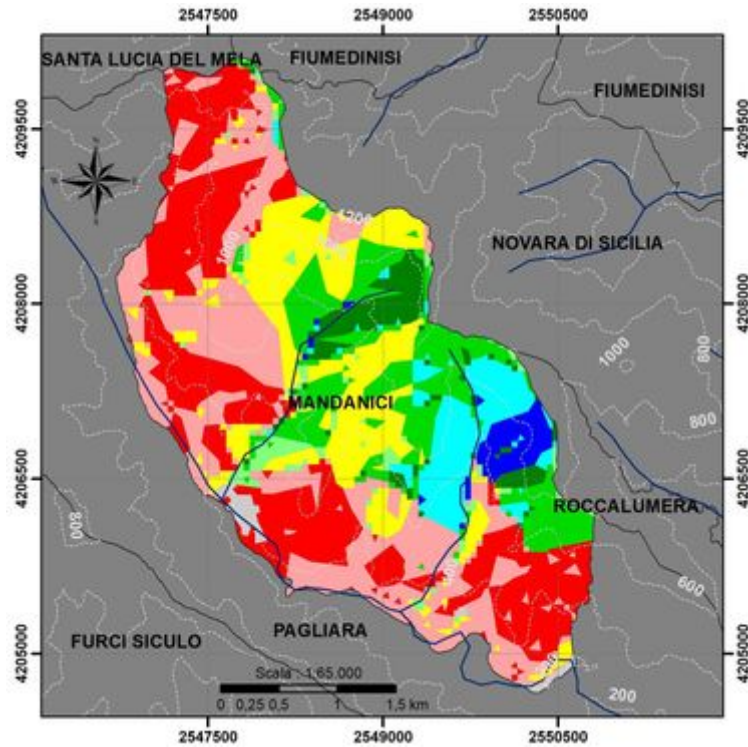 2547500 2549000 2550500
SANTA LUCIA DEL MELA FIUMEDINISI
FIUMEDINISI
4209500 4209500
1200
1000
NOVARA DI SICILIA
4208000 4208000
1000
800
MANDANICI
800
4206500 4206500
ROCCALUMERA
800
600
FURCI SICULO
PAGLIARA
4205000 4205000
Scala 1:65.000
200
0 0,25 0,5 1 1,5 km
2547500 2549000 2550500